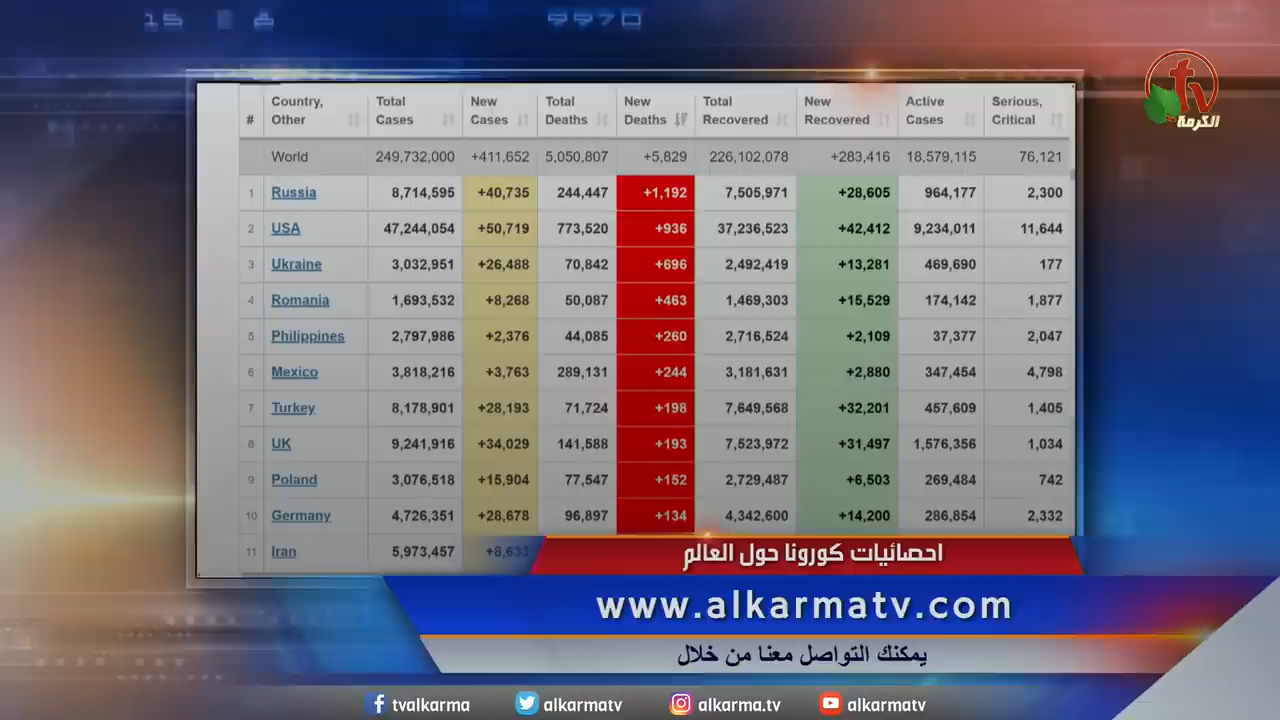 15
9970
tv
الكرمة
# Country, Other Total Cases New Cases Total Deaths New Deaths Total Recovered New Recovered Active Cases Serious, Critical
World 249,732,000 +411,652 5,050,807 +5,829 226,102,078 +283,416 18,579,115 76,121
1 Russia 8,714,595 +40,735 244,447 +1,192 7,505,971 +28,605 964,177 2,300
2 USA 47,244,054 +50,719 773,520 +936 37,236,523 +42,412 9,234,011 11,644
3 Ukraine 3,032,951 +26,488 70,842 +696 2,492,419 +13,281 469,690 177
4 Romania 1,693,532 +8,268 50,087 +463 1,469,303 +15,529 174,142 1,877
5 Philippines 2,797,986 +2,376 44,085 +260 2,716,524 +2,109 37,377 2,047
6 Mexico 3,818,216 +3,763 289,131 +244 3,181,631 +2,880 347,454 4,798
7 Turkey 8,178,901 +28,193 71,724 +198 7,649,568 +32,201 457,609 1,405
8 UK 9,241,916 +34,029 141,588 +193 7,523,972 +31,497 1,576,356 1,034
9 Poland 3,076,518 +15,904 77,547 +152 2,729,487 +6,503 269,484 742
10 Germany 4,726,351 +28,678 96,897 +134 4,342,600 +14,200 286,854 2,332
11 Iran 5,973,457
احصائيات كورونا حول العالم
www.alkarmatv.com
يمكنك التواصل معنا من خلال
tvalkarma alkarmatv alkarma.tv alkarmatv